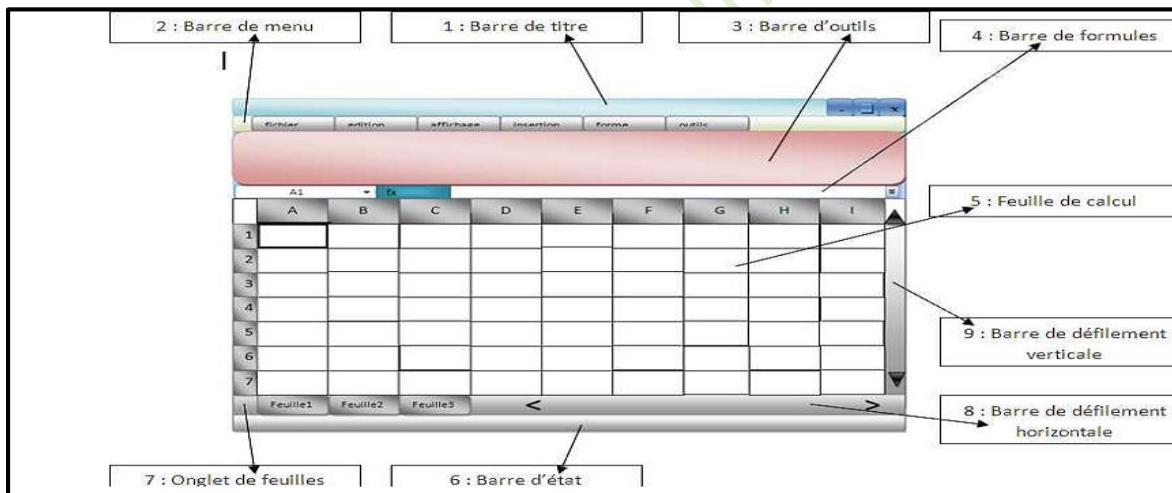 2 : Barre de menu
1 : Barre de titre
3 : Barre d'outils
4 : Barre de formules
fichier edition affichage insertion forme outils
A1 fx
A B C D E F G H I
5 : Feuille de calcul
1
2
3
4
5
6
7
9 : Barre de défilement
verticale
Feuille1 Feuille2 Feuille3 < >
8 : Barre de défilement
horizontale
7 : Onglet de feuilles
6 : Barre d'état